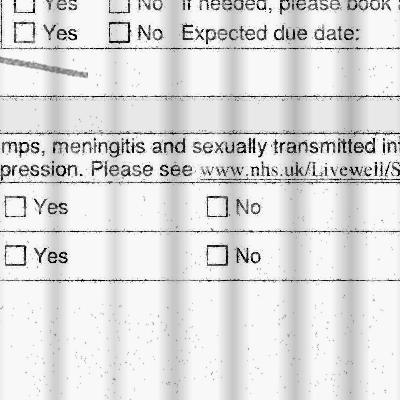 ☐ Yes ☐ No If needed, please book
☐ Yes ☐ No Expected due date:
mps, meningitis and sexually transmitted in
pression. Please see www.nhs.uk/Livewell/S
☐ Yes ☐ No
☐ Yes ☐ No